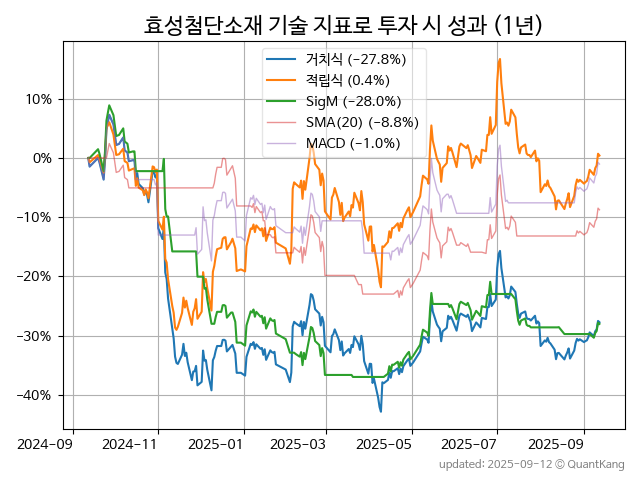 효성첨단소재 기술 지표로 투자 시 성과 (1년)
거치식 (−27.8%)
적립식 (0.4%)
SigM (−28.0%)
SMA(20) (−8.8%)
MACD (−1.0%)
10%
0%
−10%
−20%
−30%
−40%
2024-09 2024-11 2025-01 2025-03 2025-05 2025-07 2025-09
updated: 2025-09-12 © QuantKang